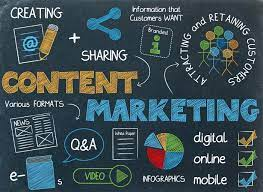 CREATING
+
SHARING
Information that
Customers WANT
Branded
ATTRACTING and RETAINING CUSTOMERS
CONTENT
MARKETING
VARIOUS FORMATS
NEWS
Q&A
White Paper
e-
s
VIDEO
INFOGRAPHICS
digital
online
mobile